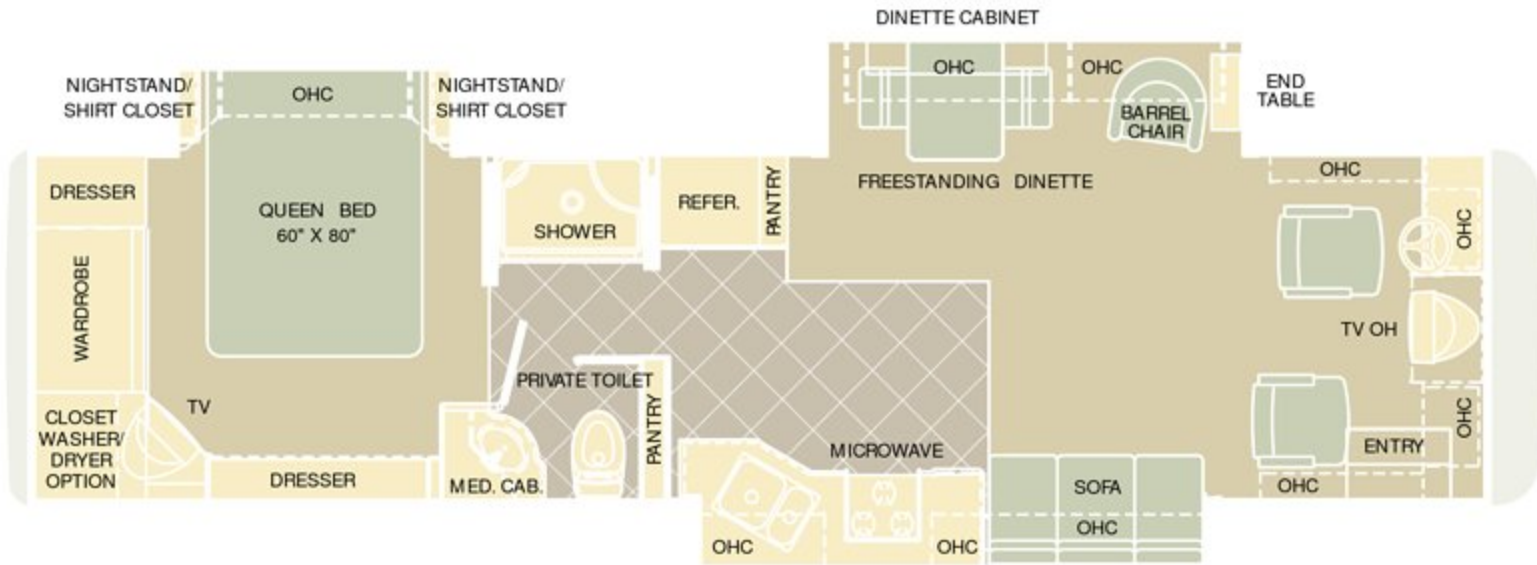 DINETTE CABINET
NIGHTSTAND/
SHIRT CLOSET
OHC
NIGHTSTAND/
SHIRT CLOSET
OHC
OHC
BARREL
CHAIR
END
TABLE
DRESSER
QUEEN BED
60" X 80"
SHOWER
REFER.
PANTRY
FREESTANDING DINETTE
OHC
OHC
WARDROBE
TV OH
PRIVATE TOILET
TV
CLOSET
WASHER/
DRYER
OPTION
DRESSER
MED. CAB.
PANTRY
MICROWAVE
OHC
OHC
SOFA
OHC
ENTRY
OHC
OHC